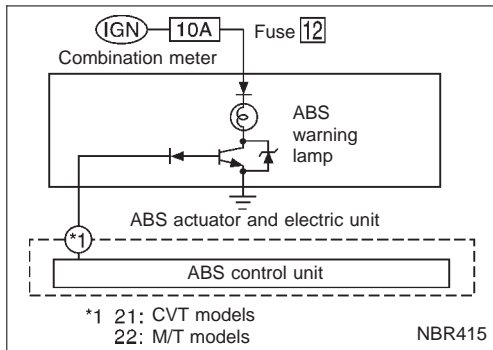 IGN 10A Fuse 12
Combination meter
ABS
warning
lamp
ABS actuator and electric unit
*1
ABS control unit
*1 21: CVT models
22: M/T models
NBR415